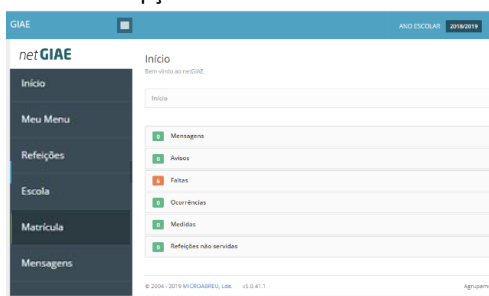 GIAE
ANO ESCOLAR 2018/2019
netGIAE
Início
Bem vindo ao netGIAE.
Início
Início
Meu Menu
Refeições
Escola
Matrícula
Mensagens
0 Mensagens
0 Avisos
6 Faltas
0 Ocorrências
0 Medidas
0 Refeições não servidas
© 2004 - 2019 MICROABREU, Lda. v5.0.41.1